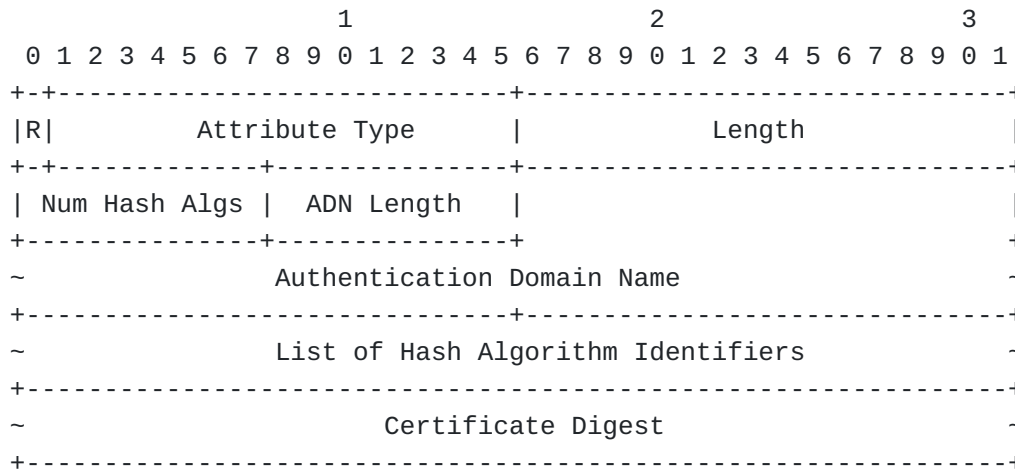 1                   2                   3
 0 1 2 3 4 5 6 7 8 9 0 1 2 3 4 5 6 7 8 9 0 1 2 3 4 5 6 7 8 9 0 1
+-+-----------------------------+-------------------------------+
|R|         Attribute Type      |            Length             |
+-+-------------+---------------+-------------------------------+
| Num Hash Algs |  ADN Length   |                               |
+---------------+---------------+                               +
~                Authentication Domain Name                     ~
+-------------------------------+-------------------------------+
~                List of Hash Algorithm Identifiers             ~
+---------------------------------------------------------------+
~                       Certificate Digest                      ~
+---------------------------------------------------------------+